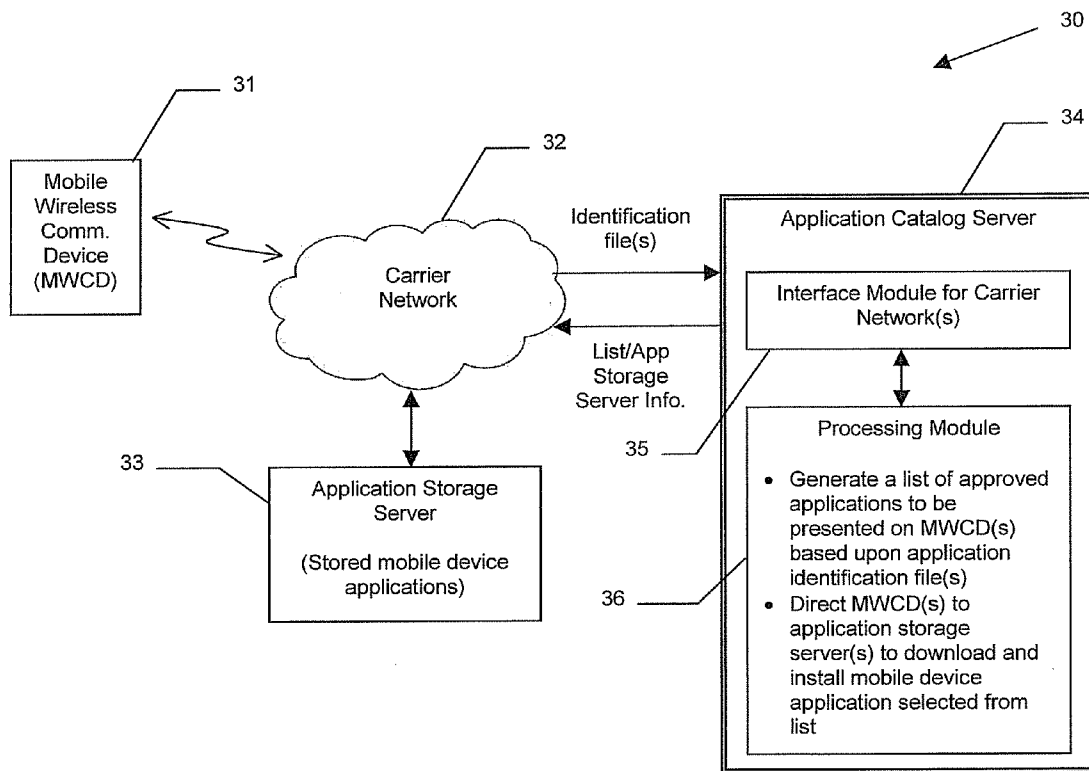 30
31
34
32
Mobile
Wireless
Comm.
Device
(MWCD)
Carrier
Network
Identification
file(s)
List/App
Storage
Server Info.
Application Catalog Server
Interface Module for Carrier
Network(s)
35
Processing Module
• Generate a list of approved
applications to be
presented on MWCD(s)
based upon application
identification file(s)
• Direct MWCD(s) to
application storage
server(s) to download and
install mobile device
application selected from
list
36
33
Application Storage
Server
(Stored mobile device
applications)